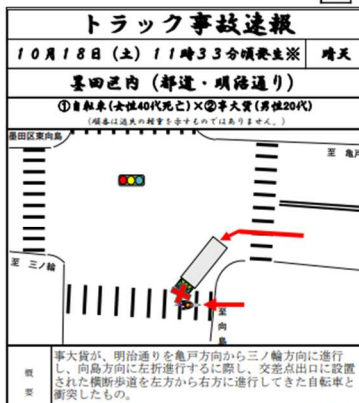 トラック事故速報
10月18日(土)11時33分頃発生※
晴天
墨田区内(都道・明治通り)
①自転車(女性40代死亡)×②事大貨(男性20代)
(順番は過失の軽重を示すものではありません。)
墨田区東向島
至 亀戸
至 三ノ輪
至 向島
概要
事大貨が、明治通りを亀戸方向から三ノ輪方向に進行
し、向島方向に左折進行するに際し、交差点出口に設置
された横断歩道を左方から右方に進行してきた自転車と
衝突したもの。